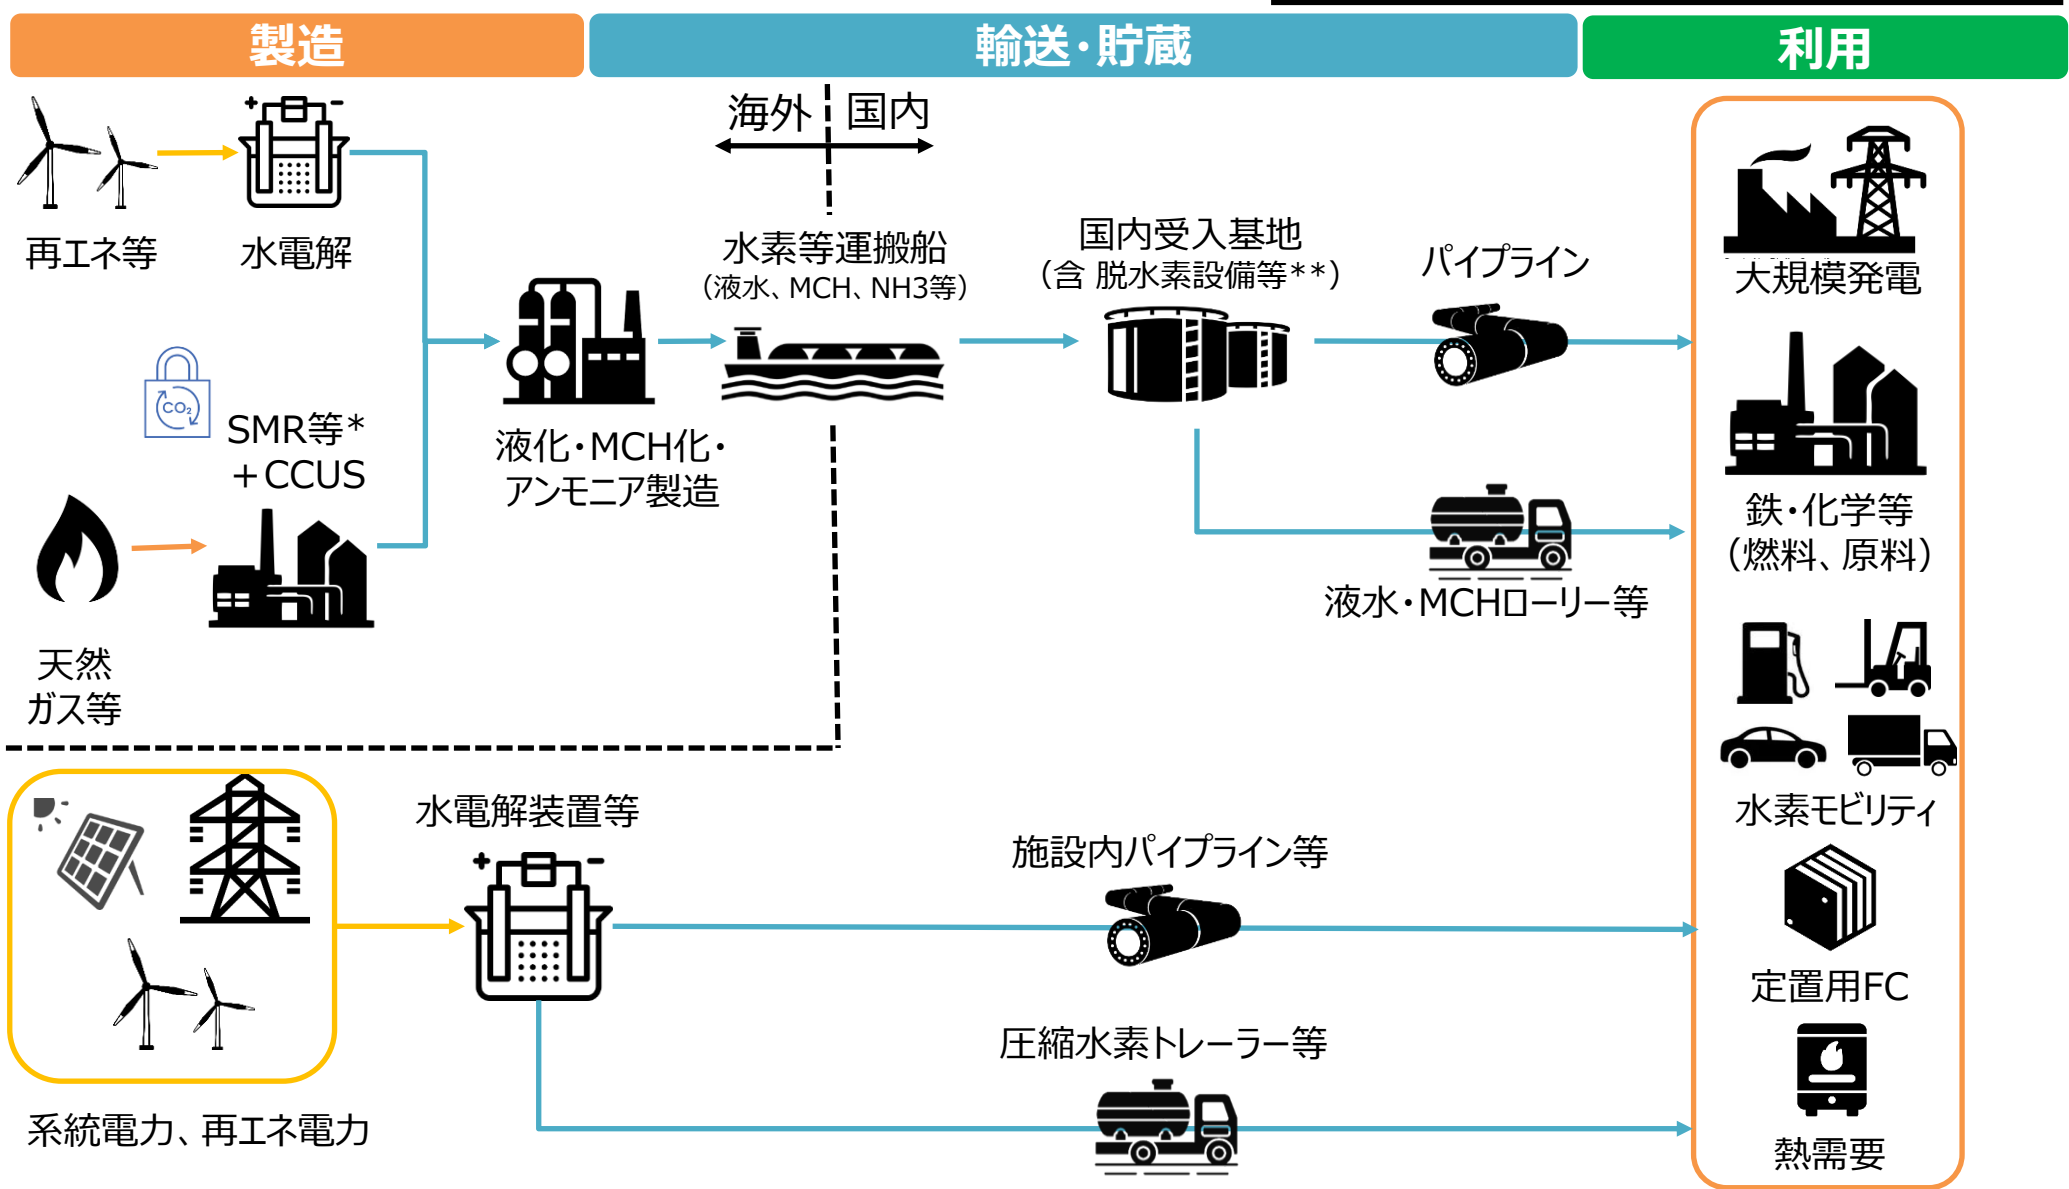 製造
輸送・貯蔵
利用
海外
国内
再エネ等
水電解
水素等運搬船
（液水、MCH、NH3等）
国内受入基地
（含 脱水素設備等**）
パイプライン
大規模発電
CO₂
SMR等*
＋CCUS
液化・MCH化・
アンモニア製造
天然
ガス等
液水・MCHローリー等
鉄・化学等
（燃料、原料）
水素モビリティ
水電解装置等
施設内パイプライン等
定置用FC
圧縮水素トレーラー等
系統電力、再エネ電力
熱需要